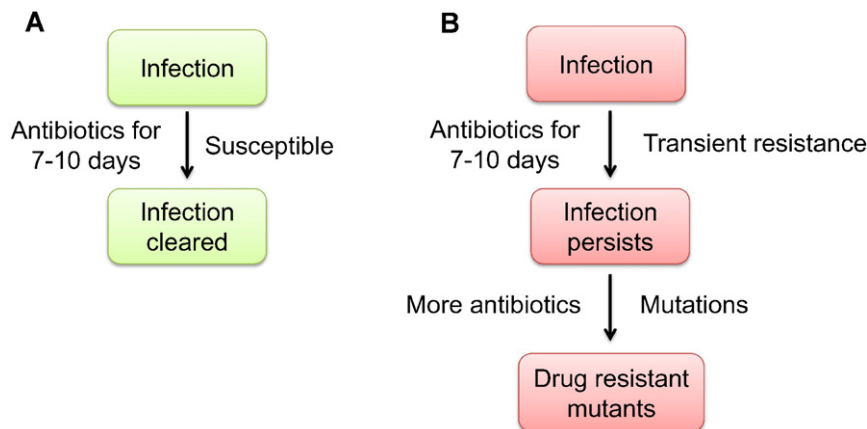 A
Infection
Antibiotics for
7-10 days
Susceptible
Infection
cleared
B
Infection
Antibiotics for
7-10 days
Transient resistance
Infection
persists
More antibiotics
Mutations
Drug resistant
mutants